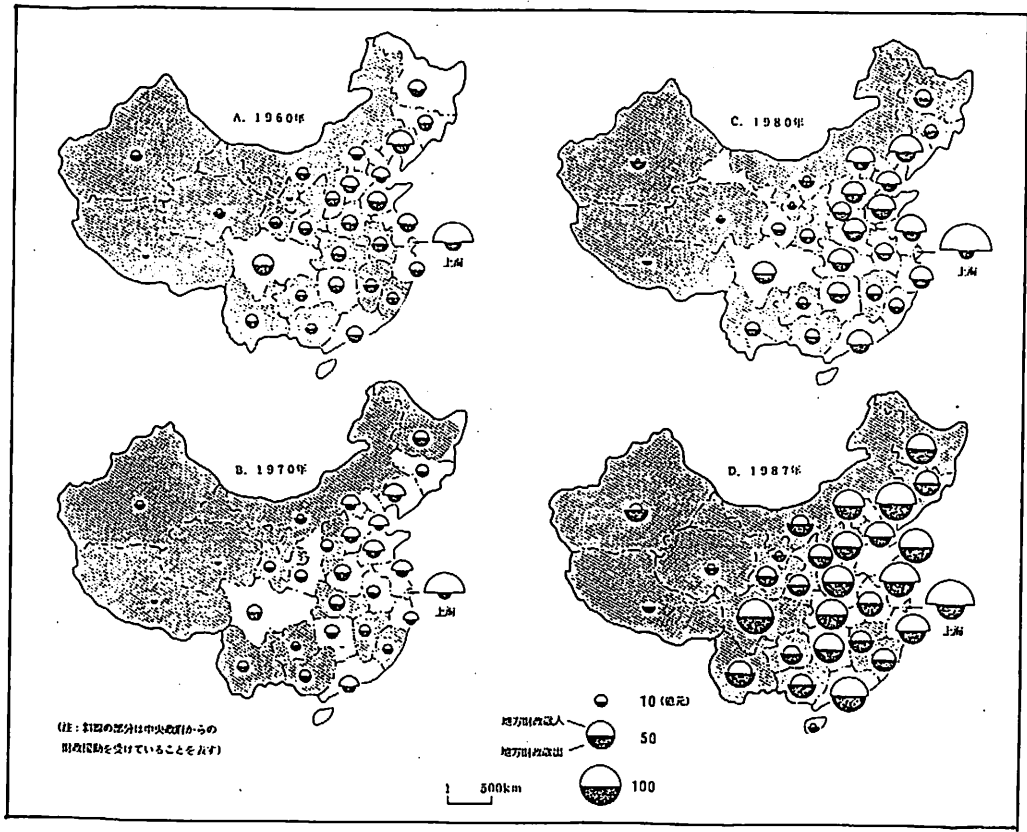 A. 1960年
C. 1980年
上海
上海
B. 1970年
D. 1987年
上海
上海
(注：斜線の部分は中央政府からの
財政援助を受けていることを表す)
10 (億元)
地方財政収入
50
地方財政支出
100
500km